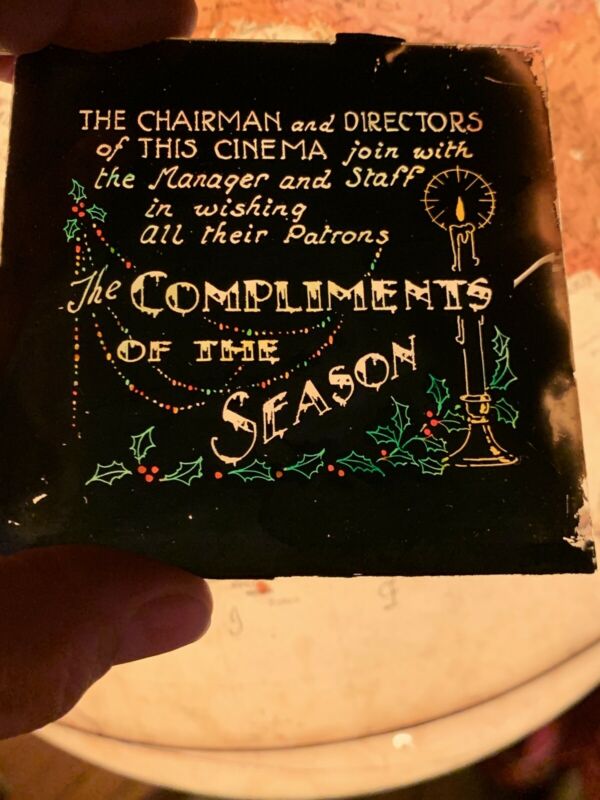 THE CHAIRMAN and DIRECTORS
of THIS CINEMA join with
the Manager and Staff
in wishing
all their Patrons
The COMPLIMENTS
OF THE
SEASON